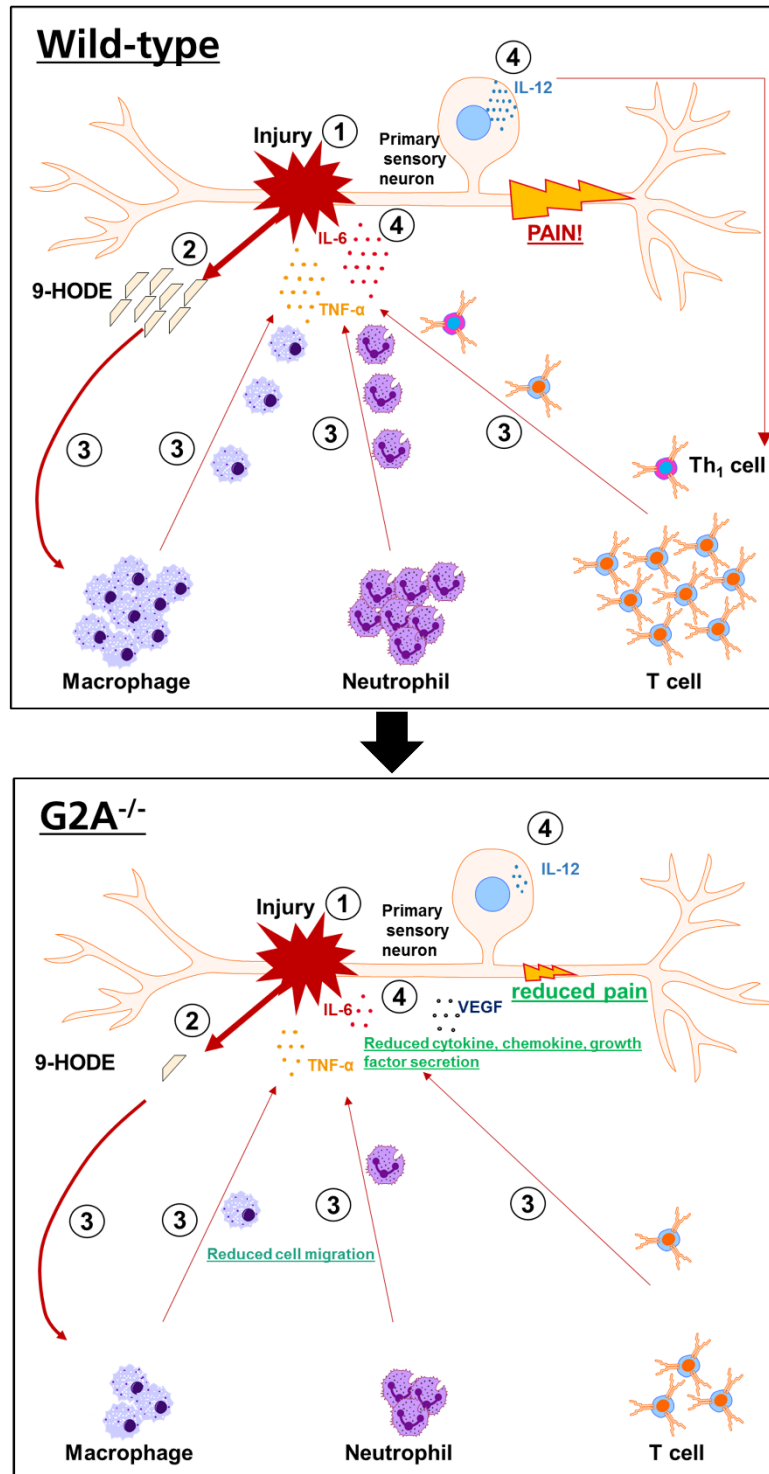 Wild-type
4
IL-12
Injury
1
Primary
sensory
neuron
IL-6
4
PAIN!
2
9-HODE
TNF-α
3
3
3
3
Th₁ cell
Macrophage
Neutrophil
T cell
G2A⁻/⁻
4
IL-12
Injury
1
Primary
sensory
neuron
IL-6
4
VEGF
reduced pain
2
9-HODE
TNF-α
Reduced cytokine, chemokine, growth
factor secretion
3
3
3
3
Reduced cell migration
Macrophage
Neutrophil
T cell